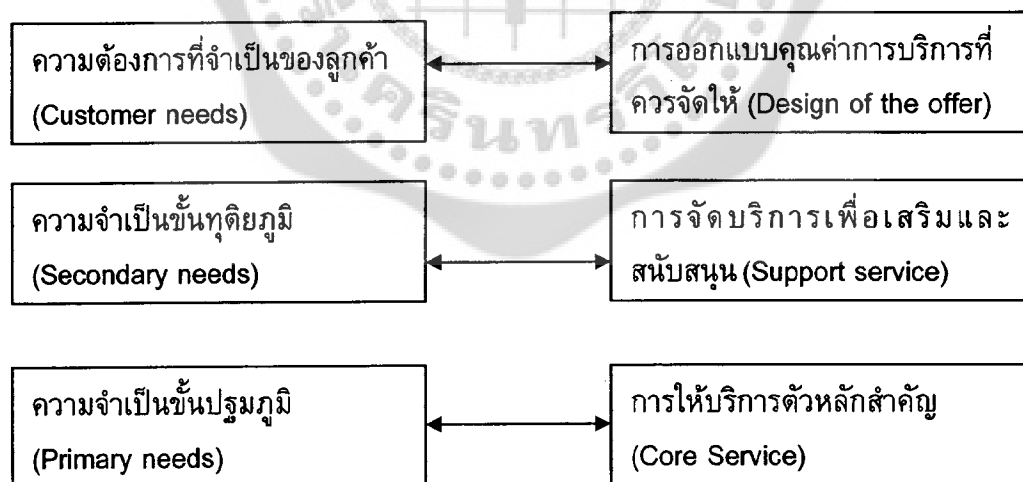 ความต้องการที่จำเป็นของลูกค้า
(Customer needs)
การออกแบบคุณค่าการบริการที่
ควรจัดให้ (Design of the offer)
ความจำเป็นขั้นทุติยภูมิ
(Secondary needs)
การจัดบริการเพื่อเสริมและ
สนับสนุน (Support service)
ความจำเป็นขั้นปฐมภูมิ
(Primary needs)
การให้บริการตัวหลักสำคัญ
(Core Service)